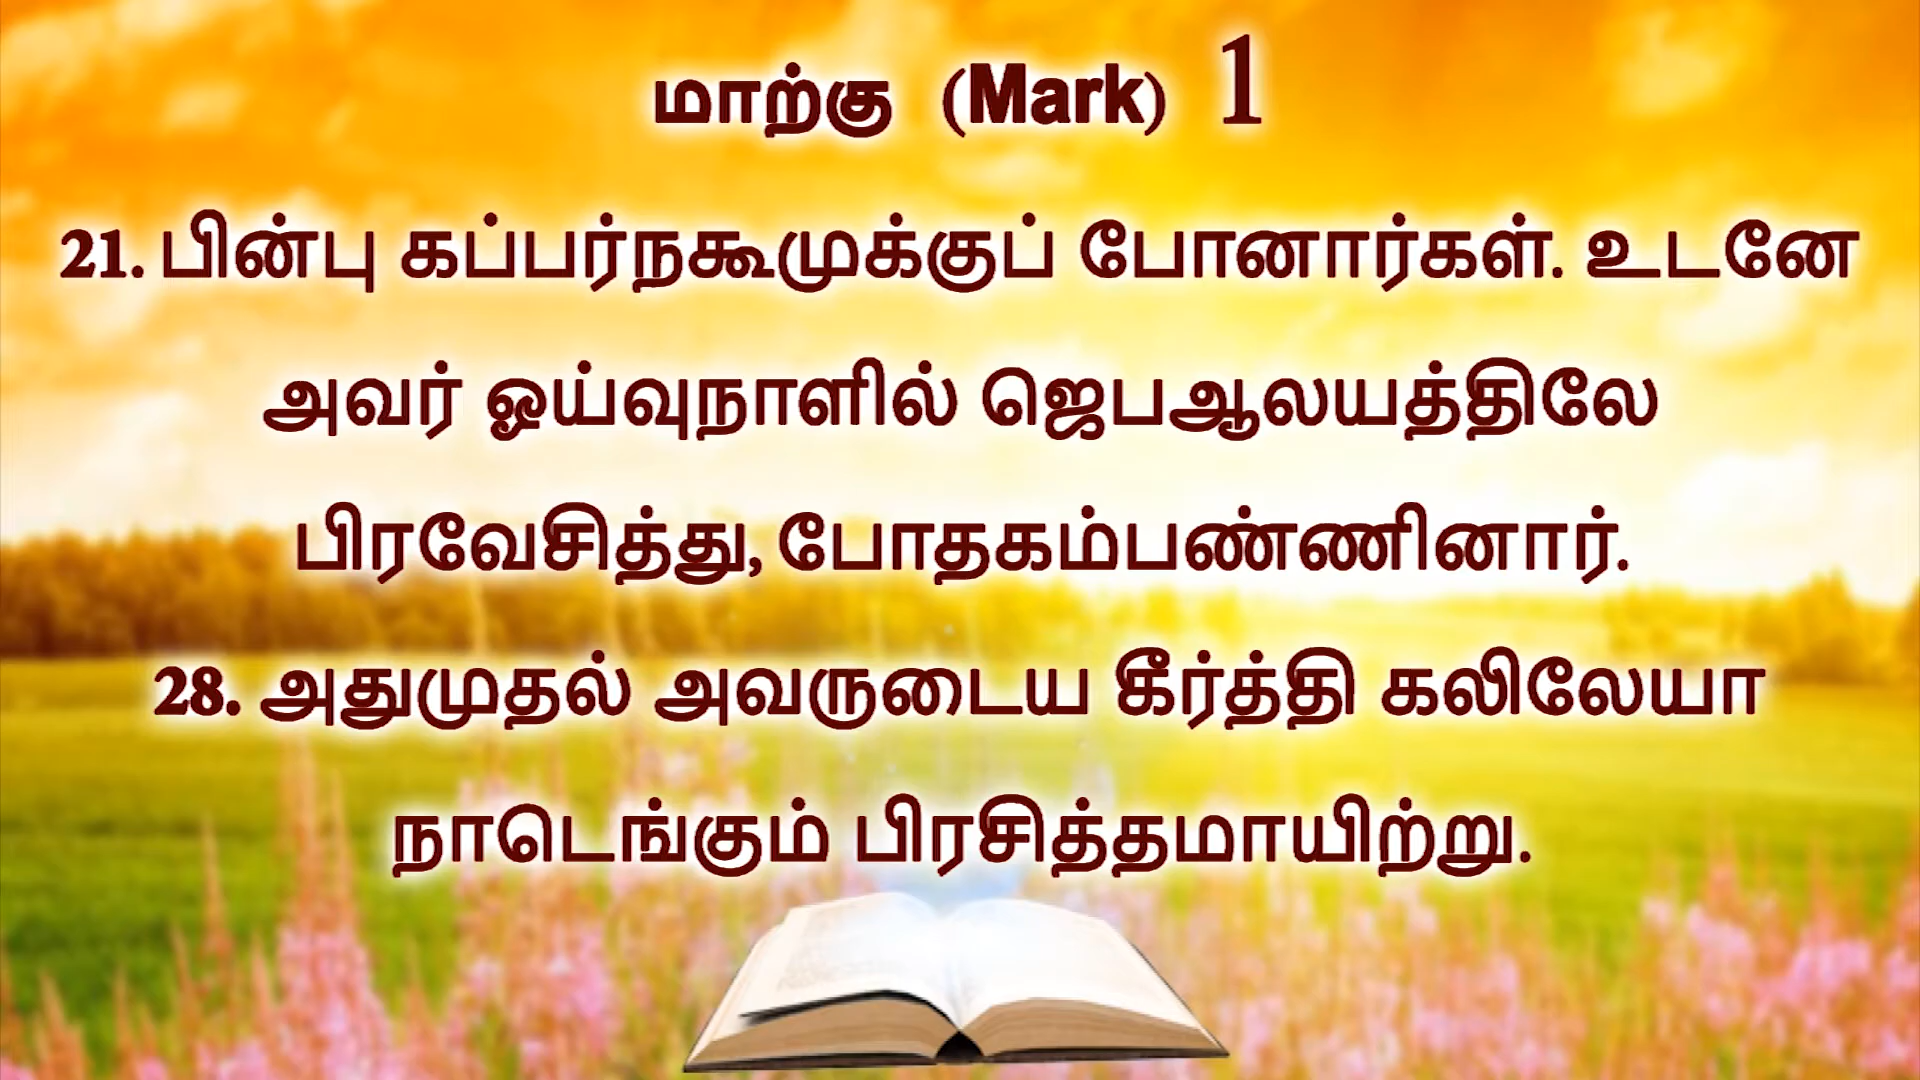 மாற்கு (Mark) 1
21. பின்பு கப்பர்நகூமுக்குப் போனார்கள். உடனே
அவர் ஓய்வுநாளில் ஜெபஆலயத்திலே
பிரவேசித்து, போதகம்பண்ணினார்.
28. அதுமுதல் அவருடைய கீர்த்தி கலிலேயா
நாடெங்கும் பிரசித்தமாயிற்று.